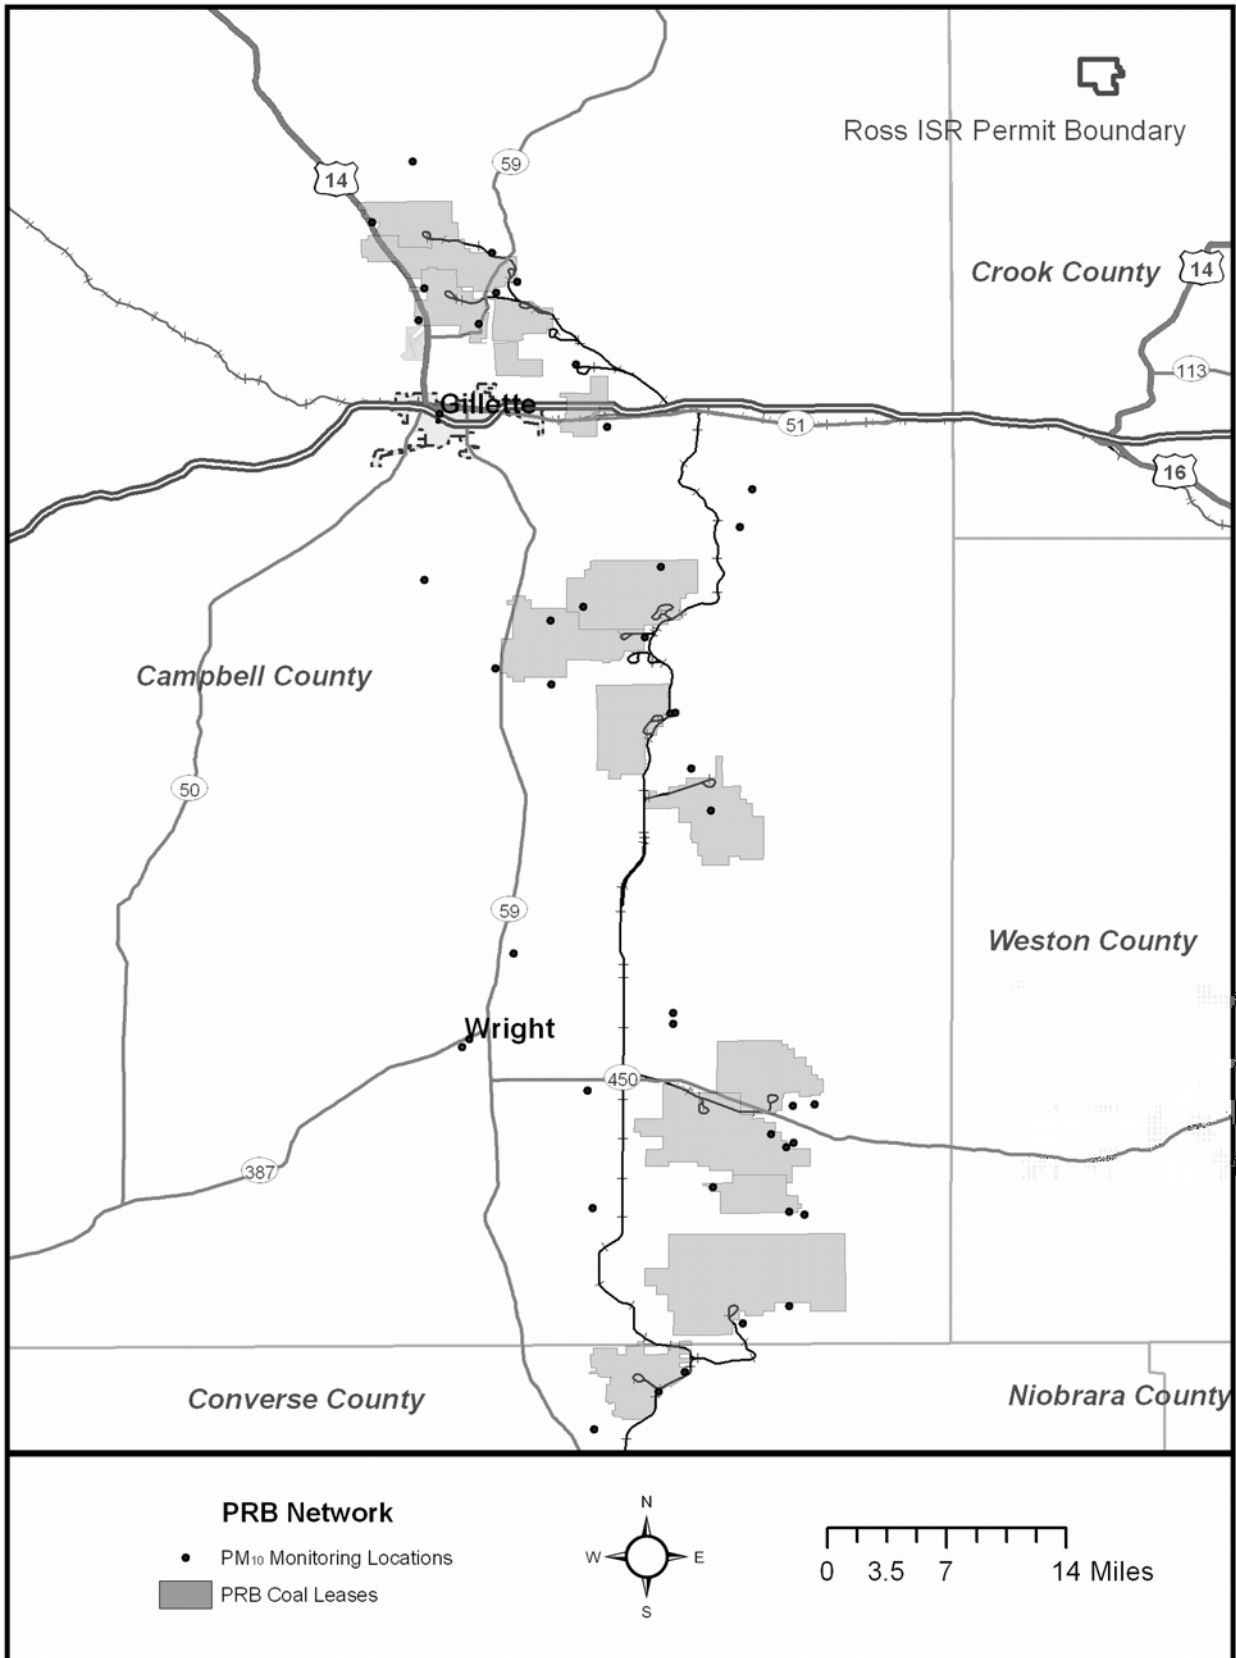 Ross ISR Permit Boundary
14
59
Crook County
14
113
Gillette
51
16
Campbell County
50
59
Weston County
Wright
450
387
Converse County
Niobrara County
PRB Network
PM10 Monitoring Locations
PRB Coal Leases
N
W E
S
0 3.5 7 14 Miles